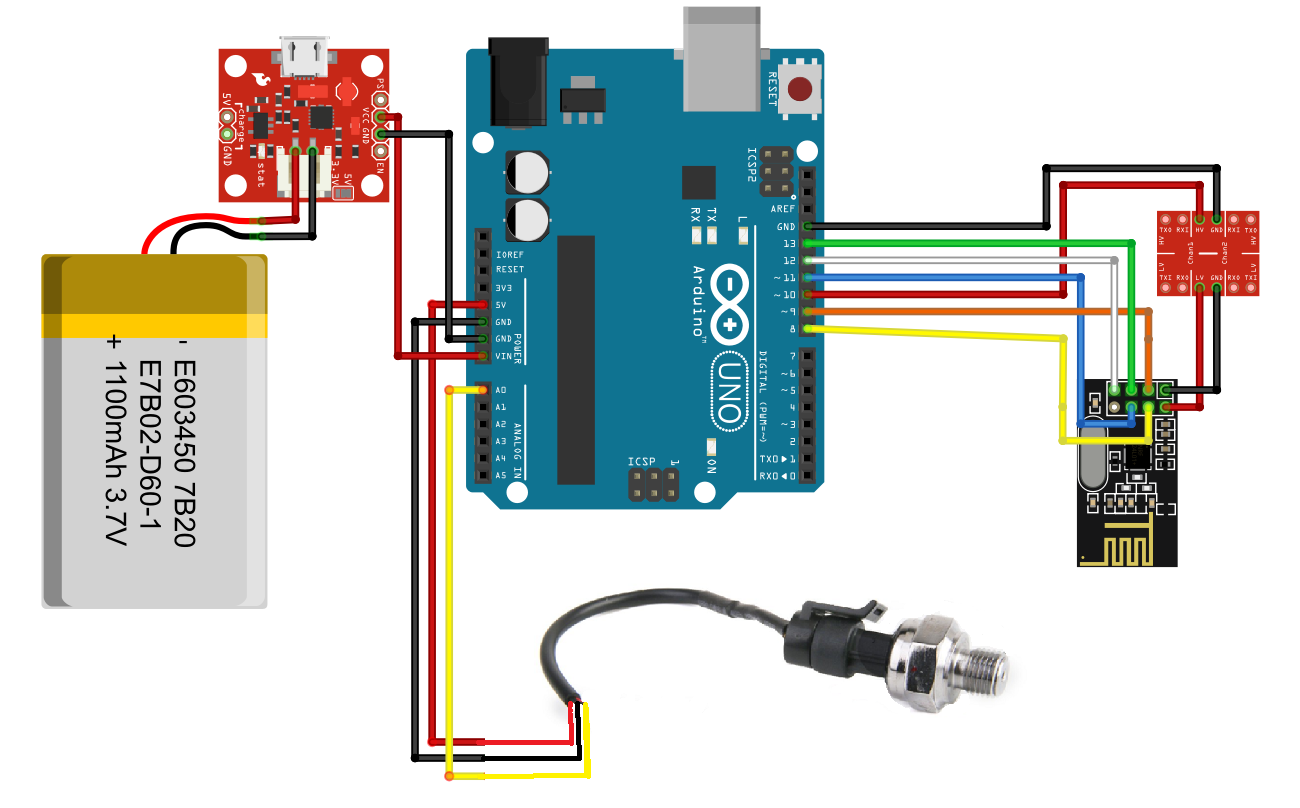 PS
VCC
GND
EN
5V
GND
charge
stat
3.3V
5V
- E603450 7B20
E7B02-D60-1
+ 1100mAh 3.7V
RESET
ICSP2
AREF
GND
13
12
~11
~10
~9
8
7
~6
~5
4
~3
2
TX0▶1
RX0◀0
IOREF
RESET
3V3
5V
GND
GND
VIN
POWER
A0
A1
A2
A3
A4
A5
ANALOG IN
RX
TX
L
Arduino™
UNO
DIGITAL (PWM=~)
ICSP
1
ON
TXO RXI HV GND RXI TXO
HV
Chan1
Chan2
HV
LV
LV
TXI RXO LV GND RXO TXI